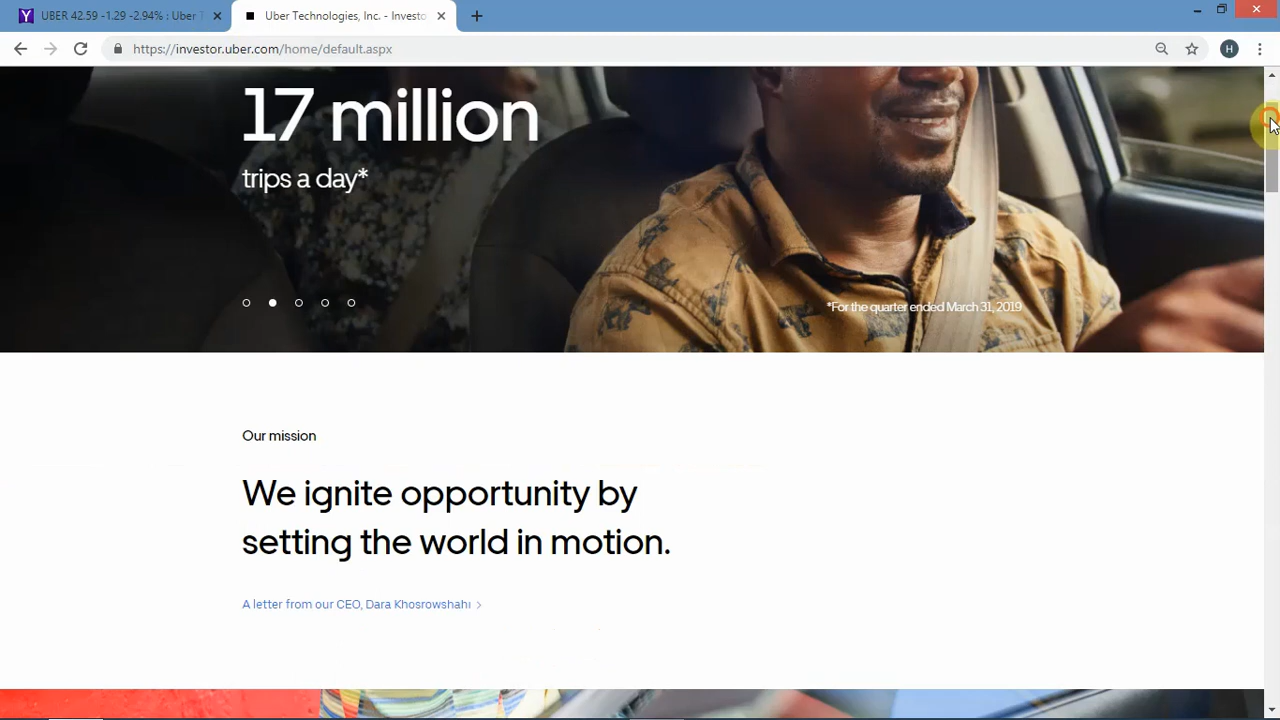 UBER 42.59 -1.29 -2.94% : Uber T
Uber Technologies, Inc. - Investo
https://investor.uber.com/home/default.aspx
H
17 million
trips a day*
*For the quarter ended March 31, 2019
Our mission
We ignite opportunity by
setting the world in motion.
A letter from our CEO, Dara Khosrowshahi